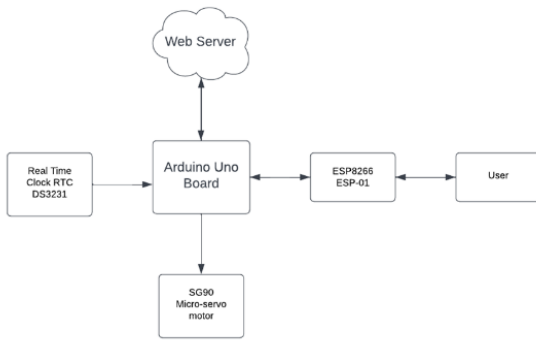 Web Server
Real Time
Clock RTC
DS3231
Arduino Uno
Board
ESP8266
ESP-01
User
SG90
Micro-servo
motor